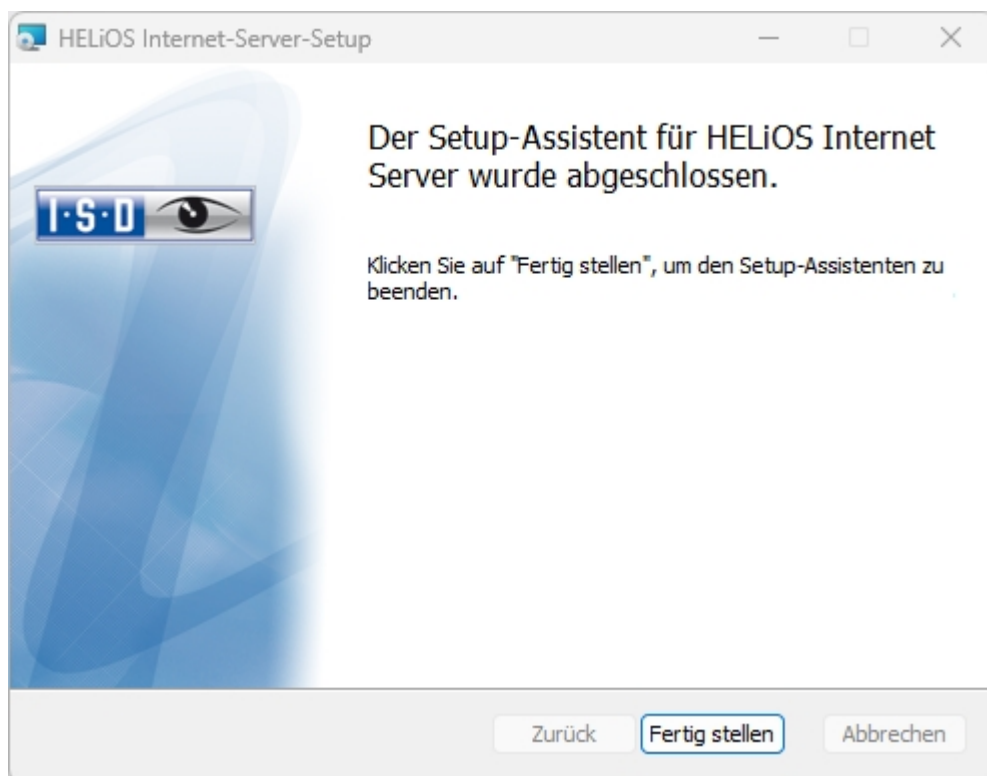 HELiOS Internet-Server-Setup
Der Setup-Assistent für HELiOS Internet
Server wurde abgeschlossen.
I·S·D
Klicken Sie auf "Fertig stellen", um den Setup-Assistenten zu
beenden.
Zurück
Fertig stellen
Abbrechen